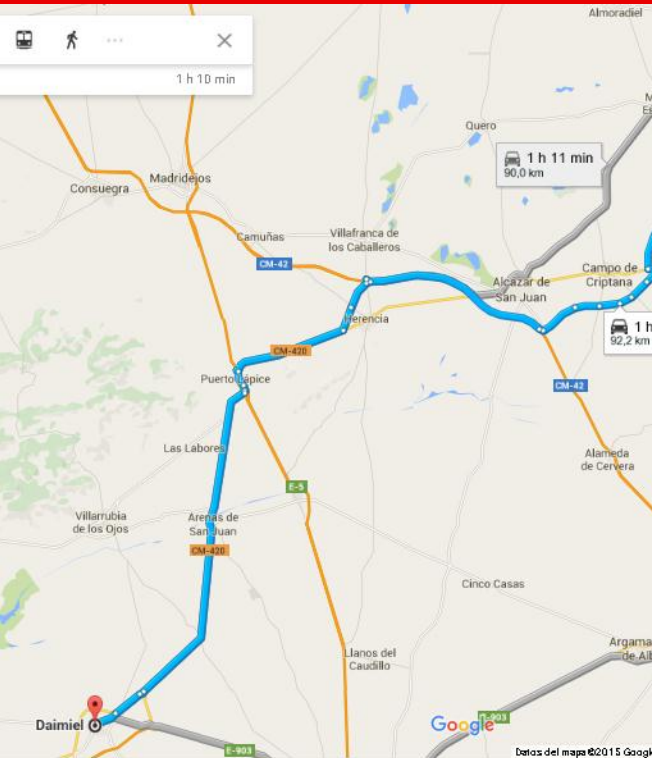 Almoradiel
1 h 10 min
Quero
1 h 11 min
90,0 km
Madridejos
Consuegra
Camuñas
Villafranca de
los Caballeros
CM-42
Alcázar de
San Juan
Campo de
Criptana
Herencia
1 h
92,2 km
CM-420
Puerto Lápice
CM-42
Las Labores
Alameda
de Cervera
E-5
Villarrubia
de los Ojos
Arenas de
San Juan
CM-420
Cinco Casas
Llanos del
Caudillo
Argama
de Alb
Daimiel
Google
E-903
E-903
Datos del mapa ©2015 Google